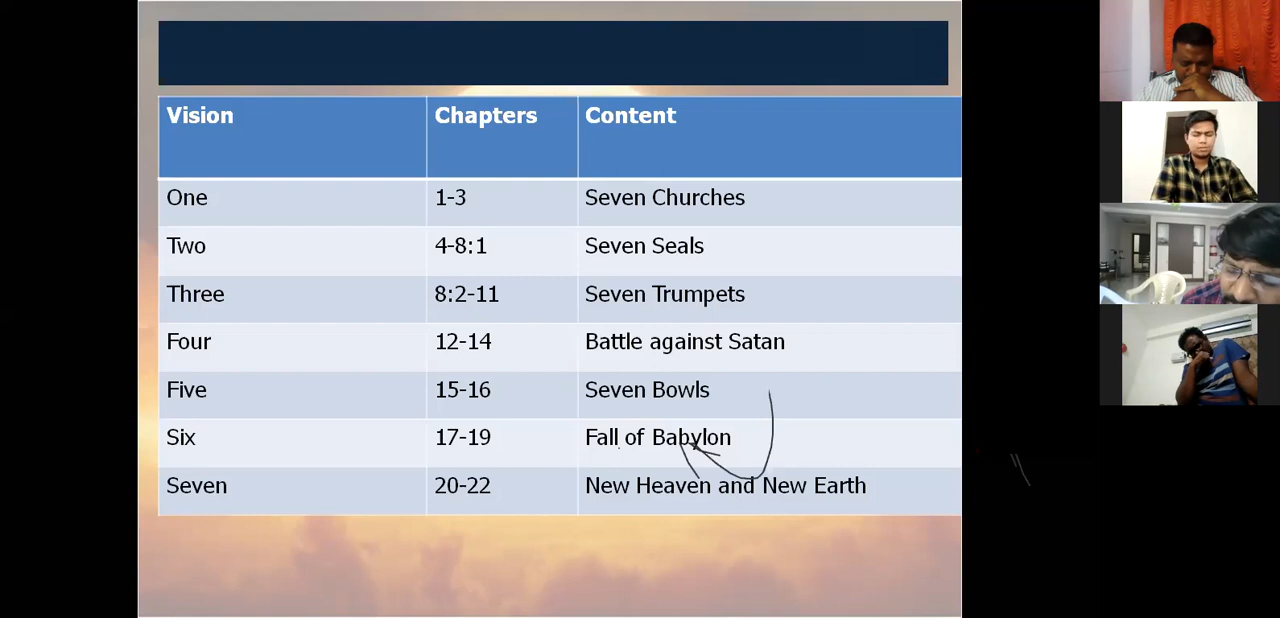 Vision Chapters Content
One 1-3 Seven Churches
Two 4-8:1 Seven Seals
Three 8:2-11 Seven Trumpets
Four 12-14 Battle against Satan
Five 15-16 Seven Bowls
Six 17-19 Fall of Babylon
Seven 20-22 New Heaven and New Earth